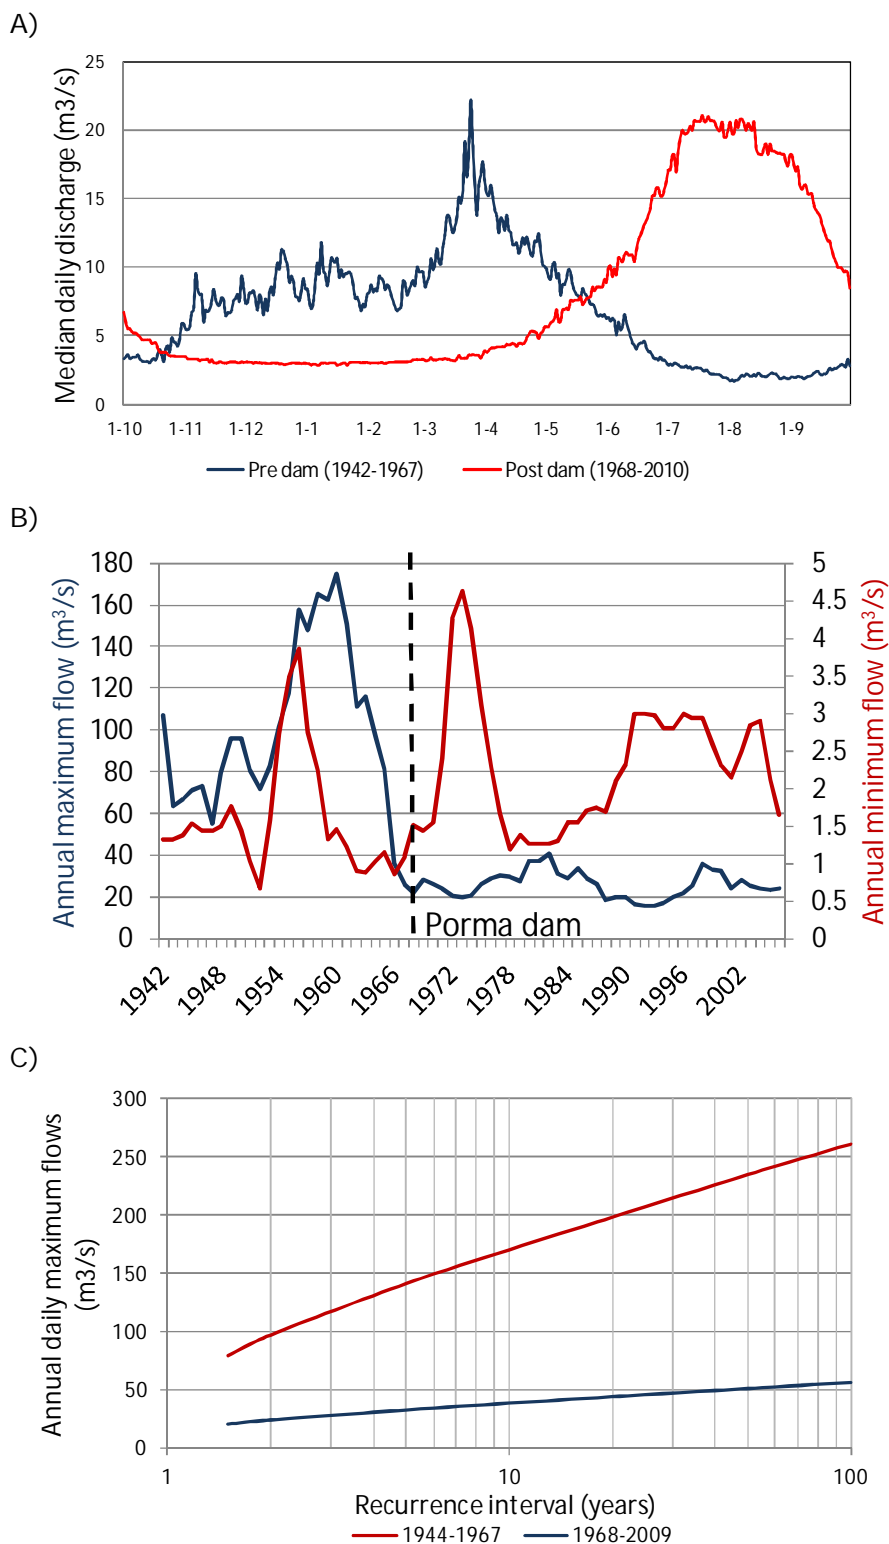 A)
Median daily discharge (m3/s)
25
20
15
10
5
0
1-10 1-11 1-12 1-1 1-2 1-3 1-4 1-5 1-6 1-7 1-8 1-9
Pre dam (1942-1967) Post dam (1968-2010)
B)
Annual maximum flow (m³/s)
180
160
140
120
100
80
60
40
20
0
5
4.5
4
3.5
3
2.5
2
1.5
1
0.5
0
Annual minimum flow (m³/s)
Porma dam
1942 1948 1954 1960 1966 1972 1978 1984 1990 1996 2002
C)
Annual daily maximum flows
(m3/s)
300
250
200
150
100
50
0
1 10 100
Recurrence interval (years)
1944-1967 1968-2009